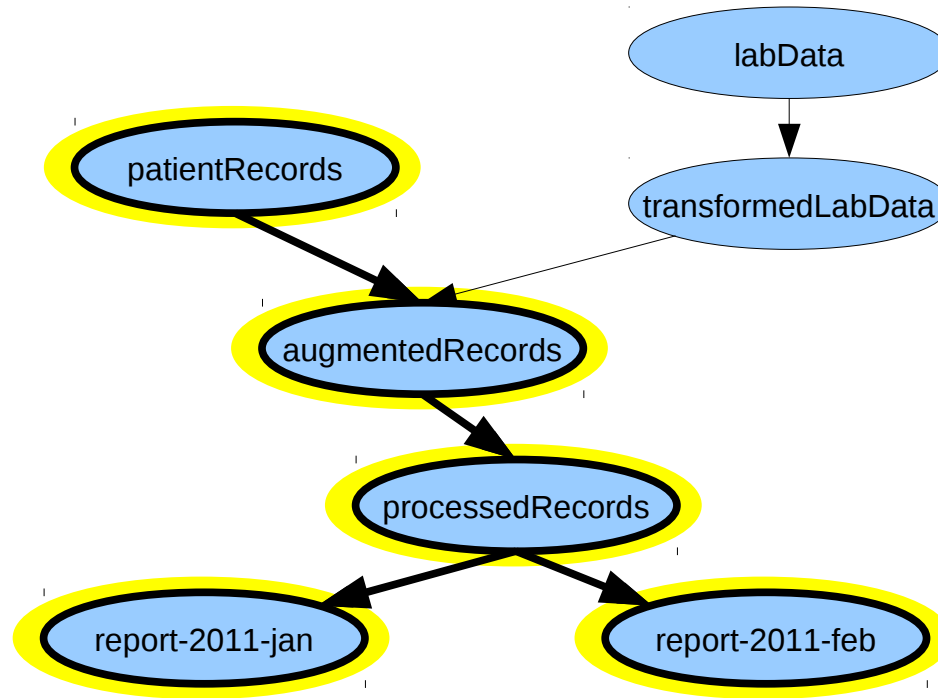 labData
patientRecords
transformedLabData
augmentedRecords
processedRecords
report-2011-jan
report-2011-feb